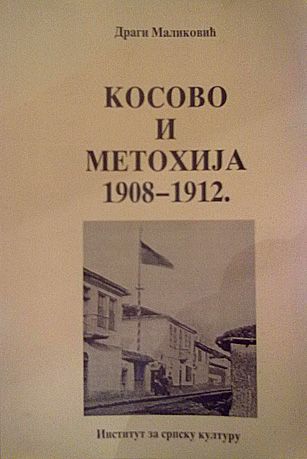 Драги Маликовић
КОСОВО
И
МЕТОХИЈА
1908–1912.
Институт за српску културу